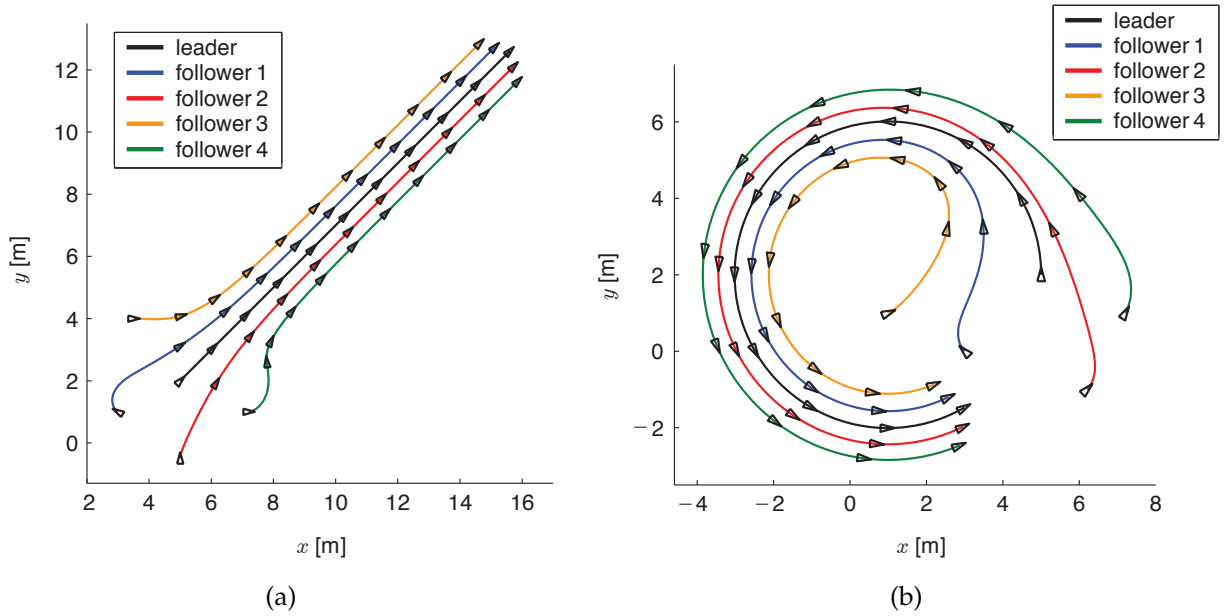 leader
follower 1
follower 2
follower 3
follower 4
12
10
8
6
4
2
0
y [m]
2 4 6 8 10 12 14 16
x [m]
(a)
leader
follower 1
follower 2
follower 3
follower 4
6
4
2
0
−2
y [m]
−4 −2 0 2 4 6 8
x [m]
(b)